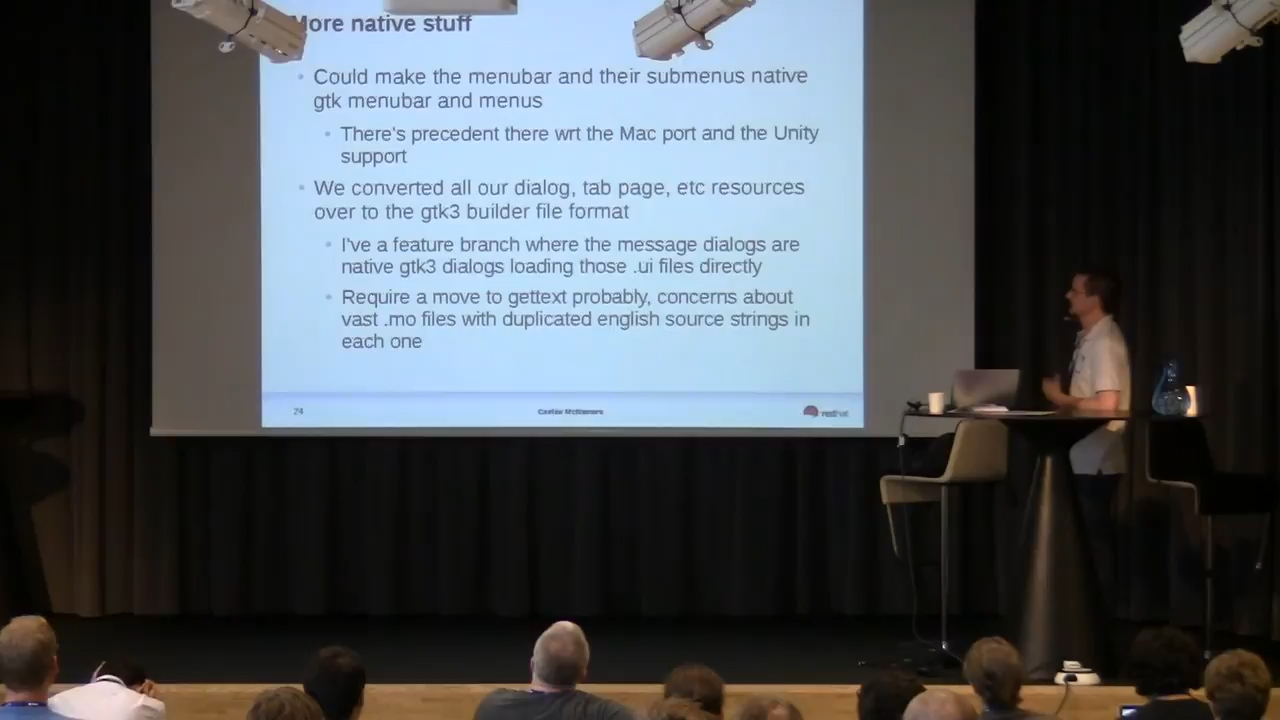 More native stuff
Could make the menubar and their submenus native
gtk menubar and menus
There's precedent there wrt the Mac port and the Unity
support
We converted all our dialog, tab page, etc resources
over to the gtk3 builder file format
I've a feature branch where the message dialogs are
native gtk3 dialogs loading those .ui files directly
Require a move to gettext probably, concerns about
vast .mo files with duplicated english source strings in
each one
24
redhat